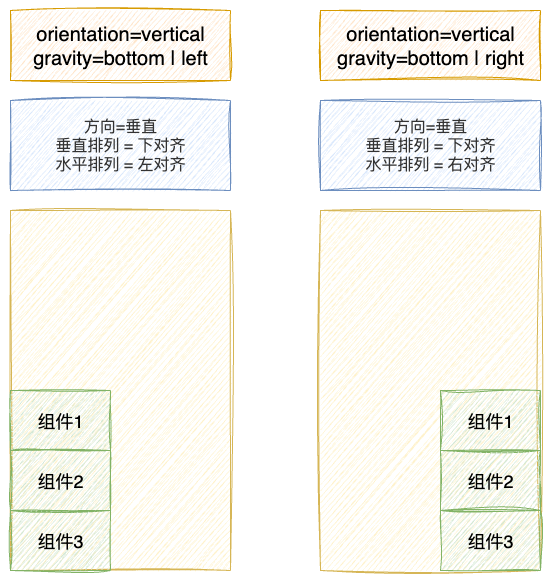 orientation=vertical
gravity=bottom | left
方向=垂直
垂直排列 = 下对齐
水平排列 = 左对齐
组件1
组件2
组件3
orientation=vertical
gravity=bottom | right
方向=垂直
垂直排列 = 下对齐
水平排列 = 右对齐
组件1
组件2
组件3